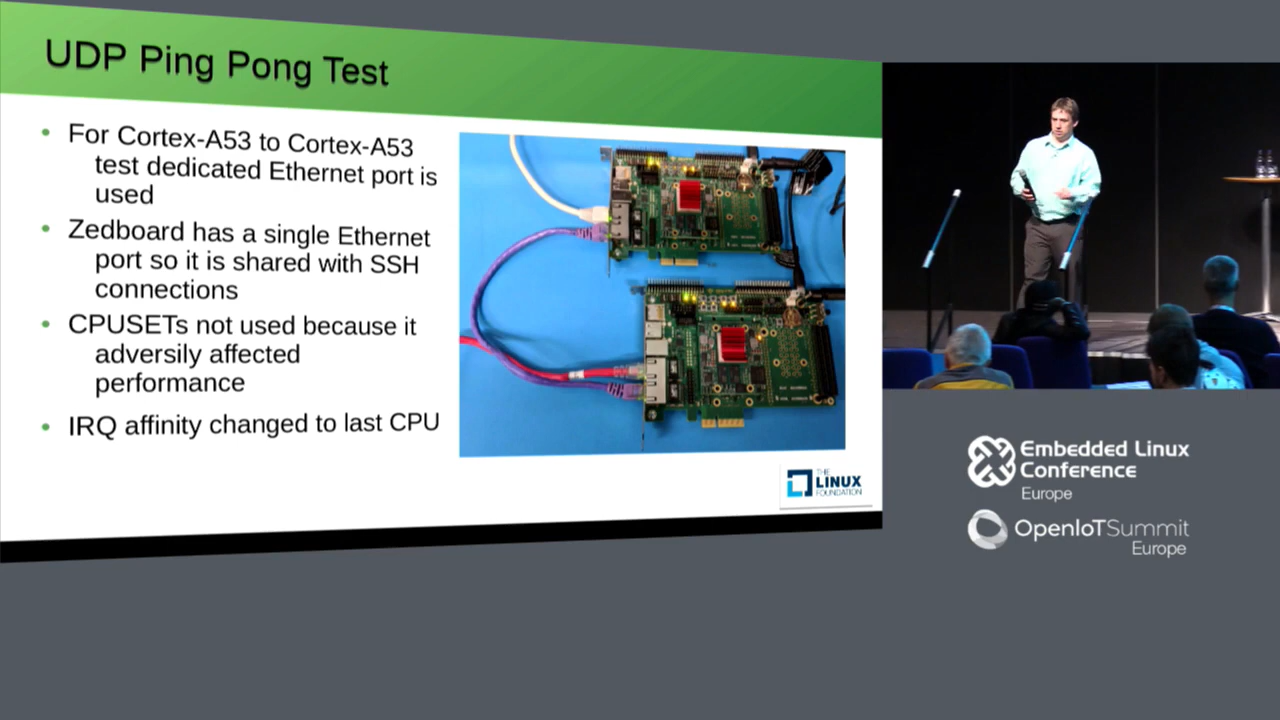 UDP Ping Pong Test
• For Cortex-A53 to Cortex-A53
test dedicated Ethernet port is
used
• Zedboard has a single Ethernet
port so it is shared with SSH
connections
• CPUSETs not used because it
adversily affected
performance
• IRQ affinity changed to last CPU
THE
LINUX
FOUNDATION
Embedded Linux
Conference
Europe
OpenIoTSummit
Europe